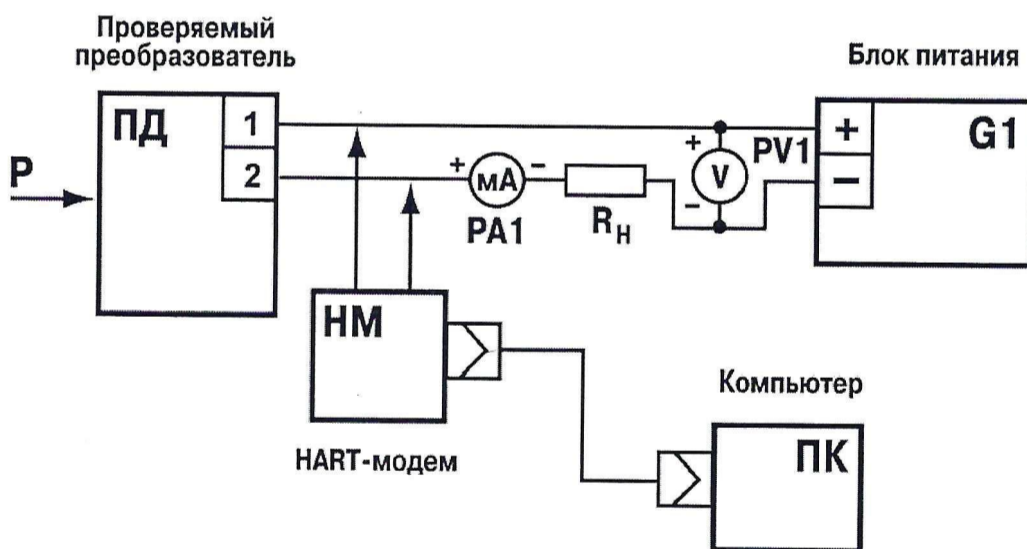 Проверяемый
преобразователь
Блок питания
ПД
1
2
P
+
мА
−
PA1
R_H
+
V
−
PV1
+
−
G1
HM
HART-модем
Компьютер
ПК